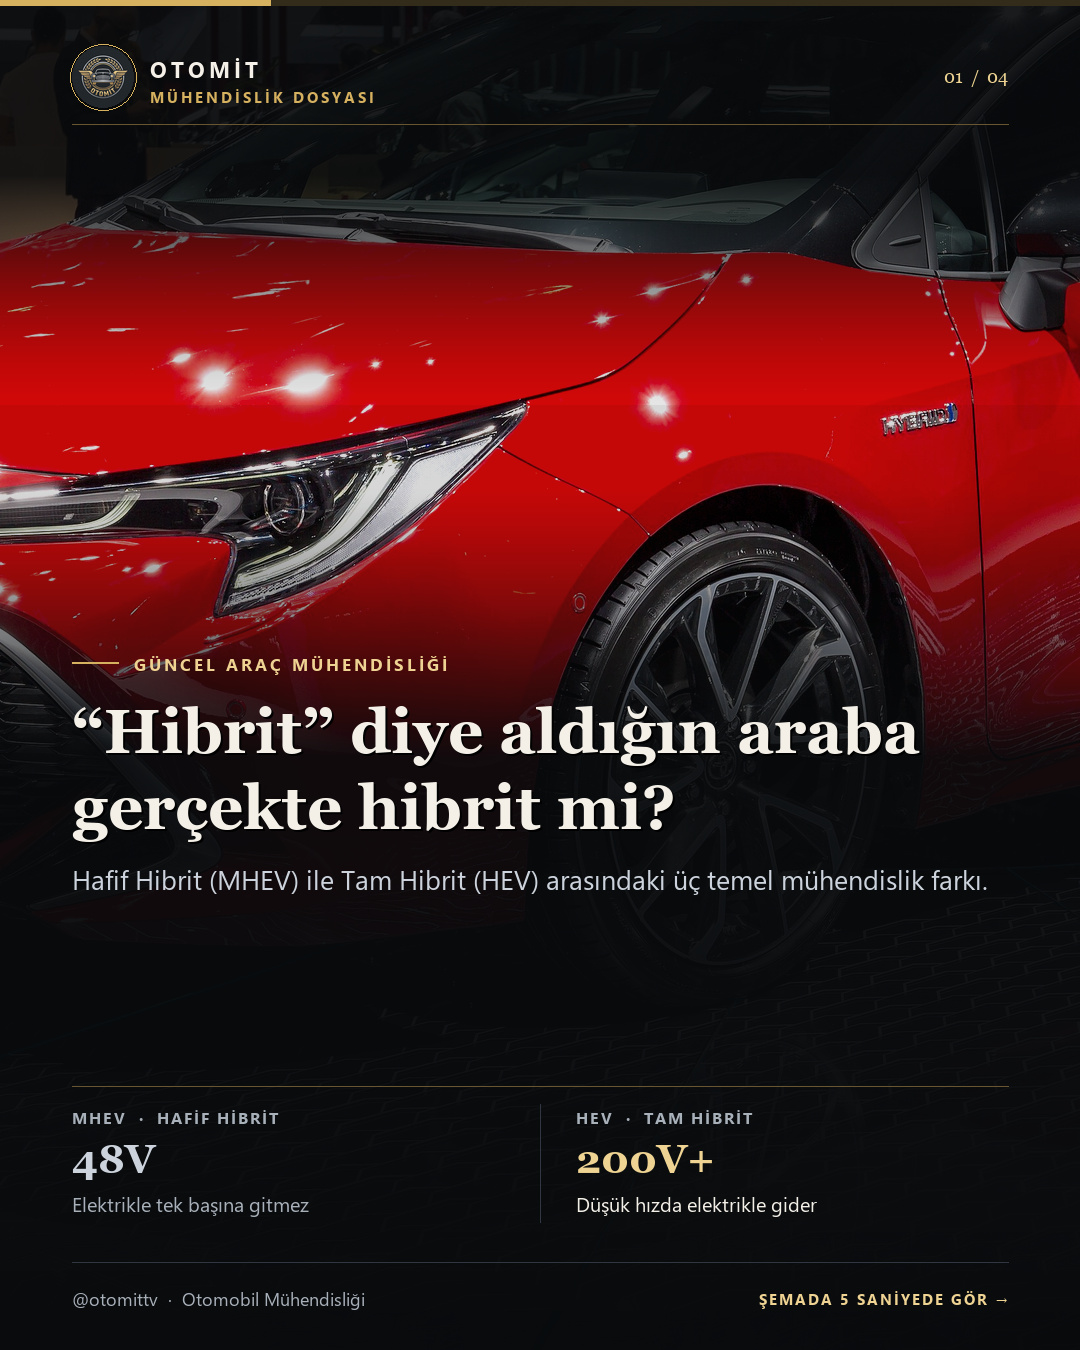 OTOMİT
MÜHENDİSLİK DOSYASI
01 / 04
OTOMİT
HYBRID
GÜNCEL ARAÇ MÜHENDİSLİĞİ
“Hibrit” diye aldığın araba
gerçekte hibrit mi?
Hafif Hibrit (MHEV) ile Tam Hibrit (HEV) arasındaki üç temel mühendislik farkı.
MHEV · HAFİF HİBRİT
48V
Elektrikle tek başına gitmez
HEV · TAM HİBRİT
200V+
Düşük hızda elektrikle gider
@otomittv · Otomobil Mühendisliği
ŞEMADA 5 SANİYEDE GÖR →